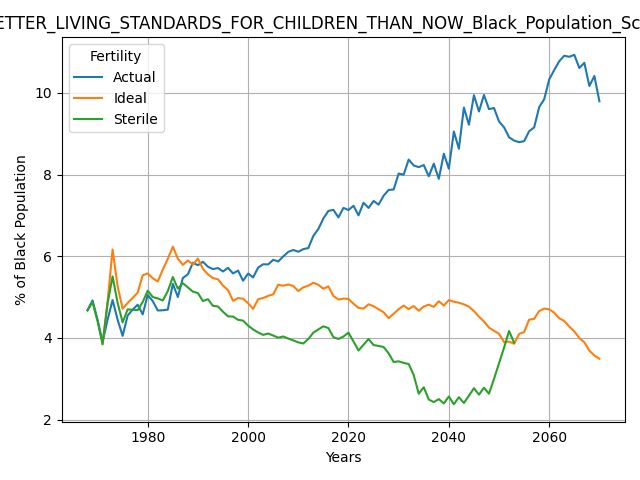 ETTER_LIVING_STANDARDS_FOR_CHILDREN_THAN_NOW_Black_Population_Sc
Fertility
Actual
Ideal
Sterile
10
8
6
4
2
% of Black Population
1980
2000
2020
2040
2060
Years